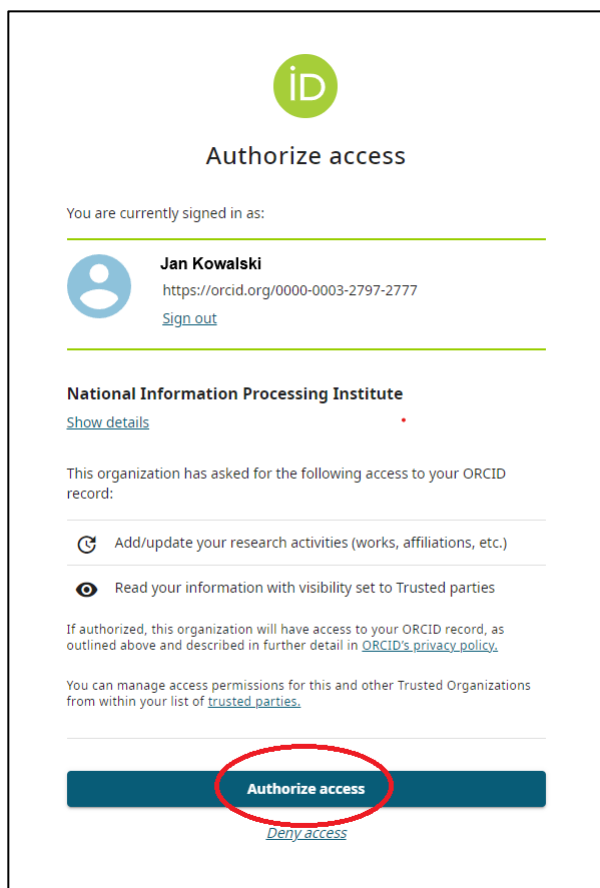 iD
Authorize access
You are currently signed in as:
Jan Kowalski
https://orcid.org/0000-0003-2797-2777
Sign out
National Information Processing Institute
Show details
This organization has asked for the following access to your ORCID
record:
Add/update your research activities (works, affiliations, etc.)
Read your information with visibility set to Trusted parties
If authorized, this organization will have access to your ORCID record, as
outlined above and described in further detail in ORCID's privacy policy.
You can manage access permissions for this and other Trusted Organizations
from within your list of trusted parties.
Authorize access
Deny access